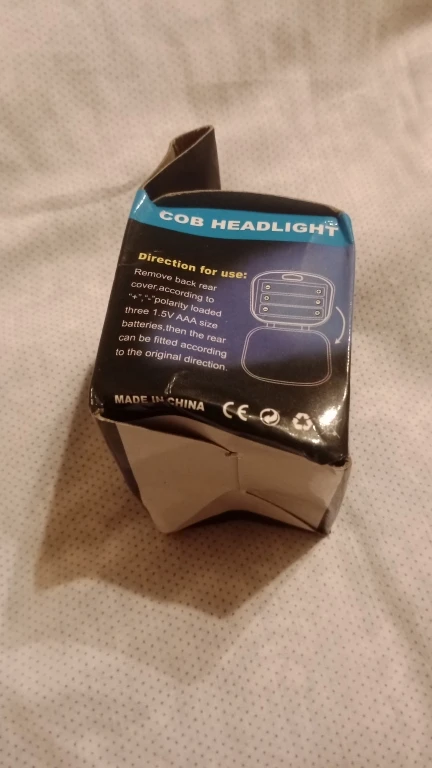 COB HEADLIGHT
Direction for use:
Remove back rear
cover,according to
"+","-"polarity loaded
three 1.5V AAA size
batteries,then the rear
can be fitted according
to the original direction.
MADE IN CHINA CE